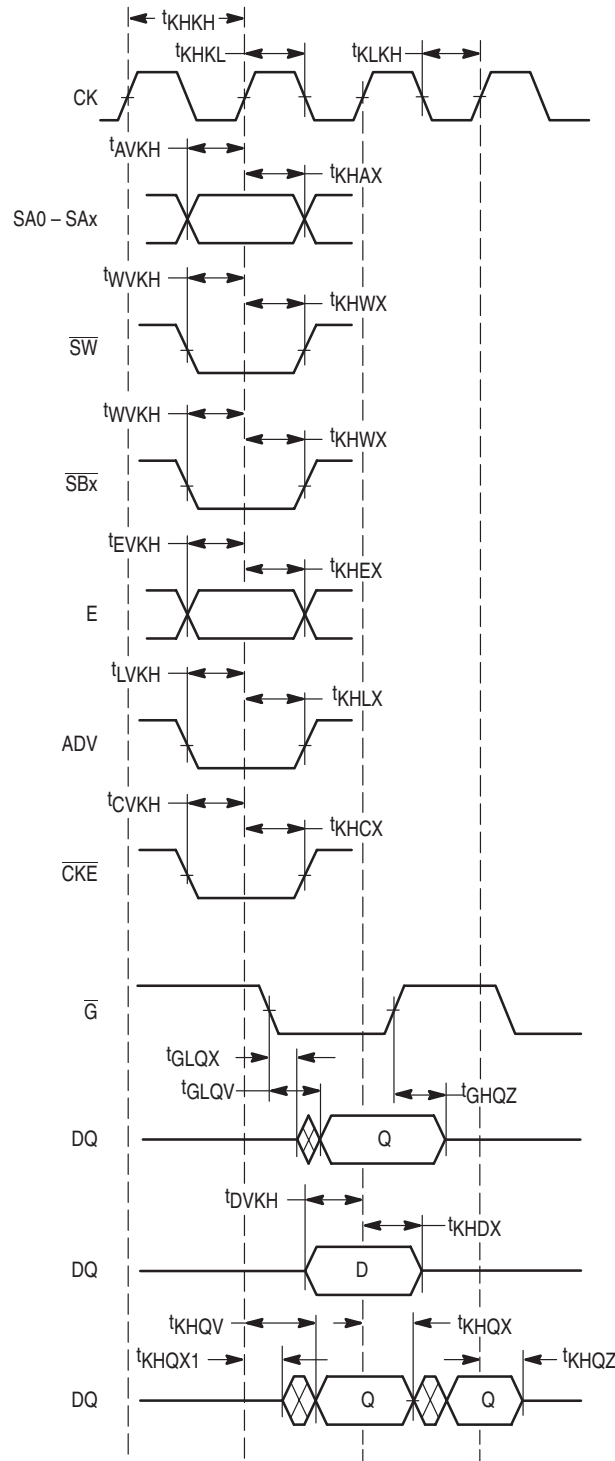 tKHKH
tKHKL
tKLKH
CK
tAVKH
tKHAX
SA0 – SAx
tWVKH
tKHWX
SW
tWVKH
tKHWX
SBx
tEVKH
tKHEX
E
tLVKH
tKHLX
ADV
tCVKH
tKHCX
CKE
G
tGLQX
tGLQV
tGHQZ
DQ
Q
tDVKH
tKHDX
DQ
D
tKHQV
tKHQX
tKHQX1
tKHQZ
DQ
Q
Q